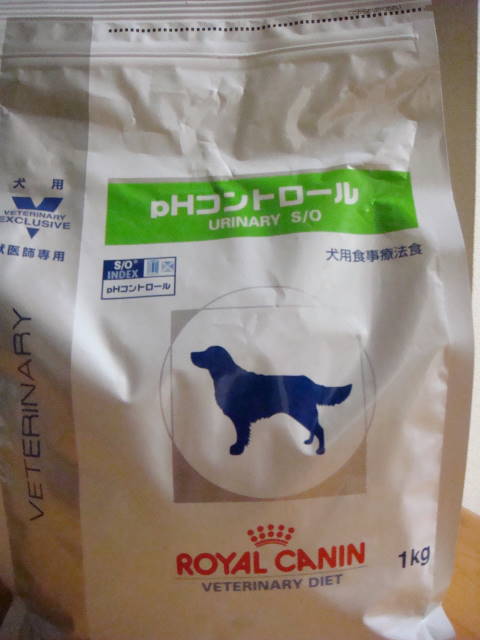 犬用
VETERINARY
EXCLUSIVE
獣医師専用
VETERINARY
pHコントロール
URINARY S/O
犬用食事療法食
S/O
INDEX
pHコントロール
ROYAL CANIN
VETERINARY DIET
1kg